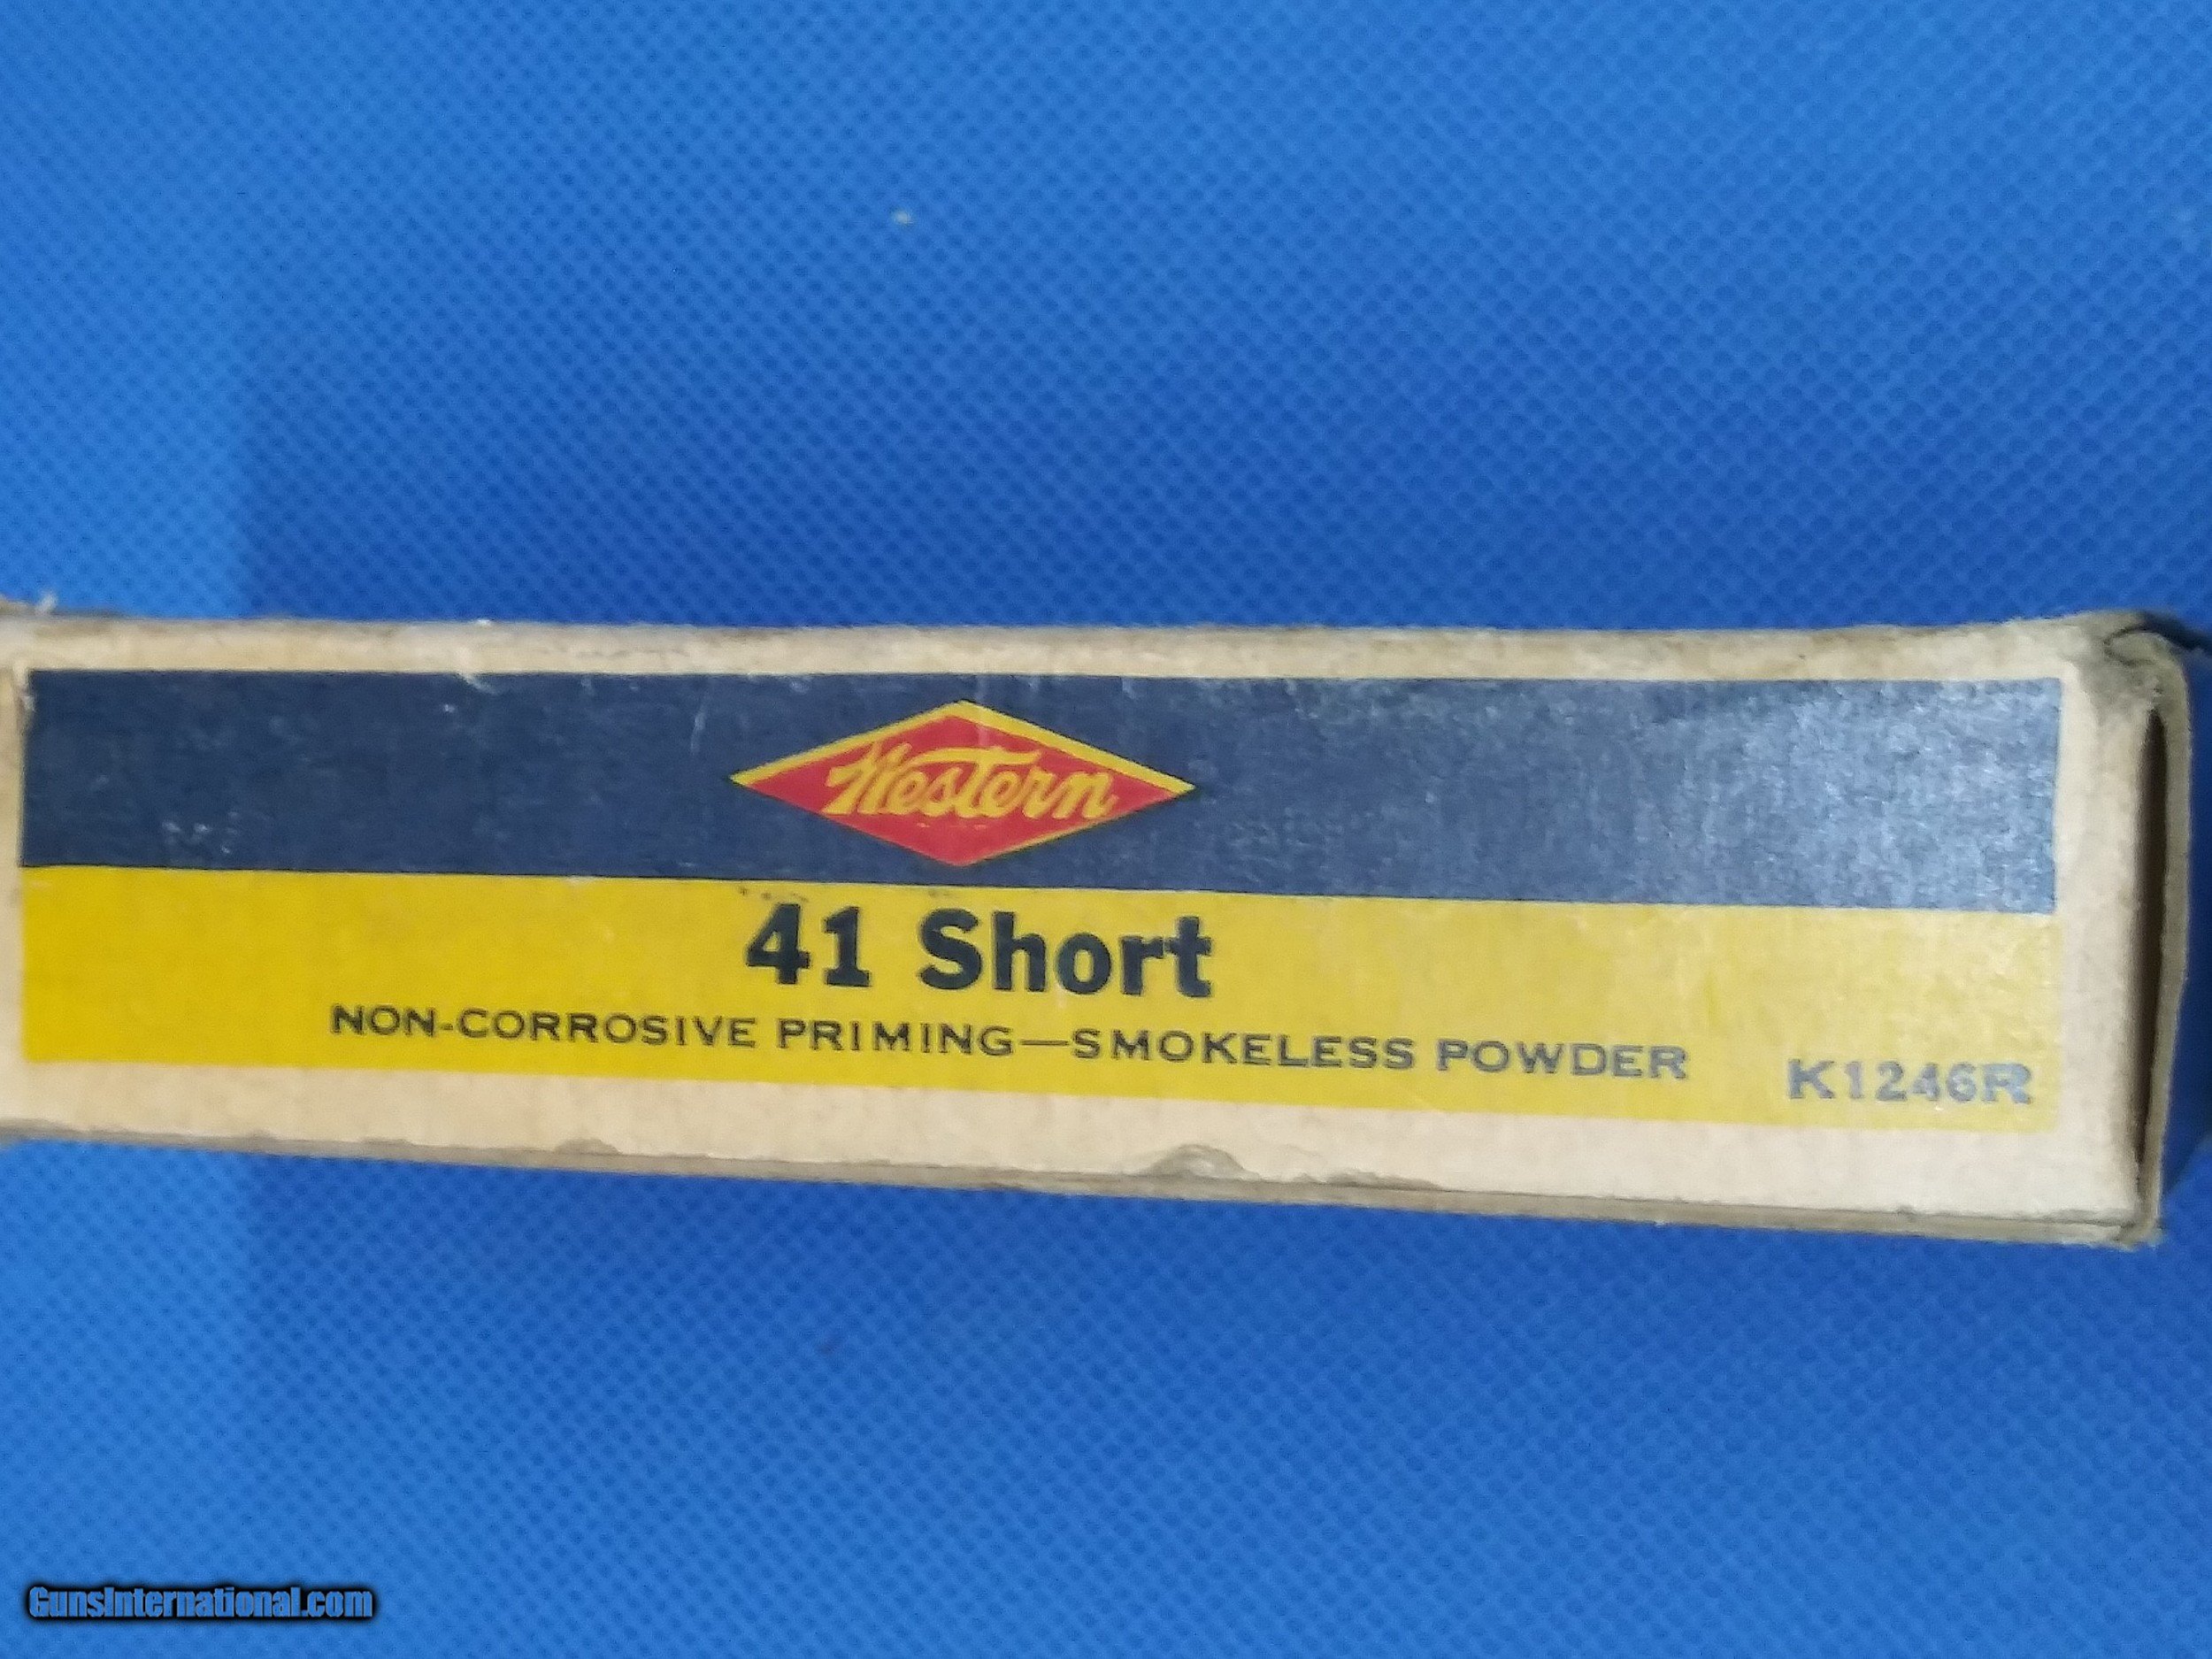 Western
41 Short
NON-CORROSIVE PRIMING—SMOKELESS POWDER
K1246R
GunsInternational.com